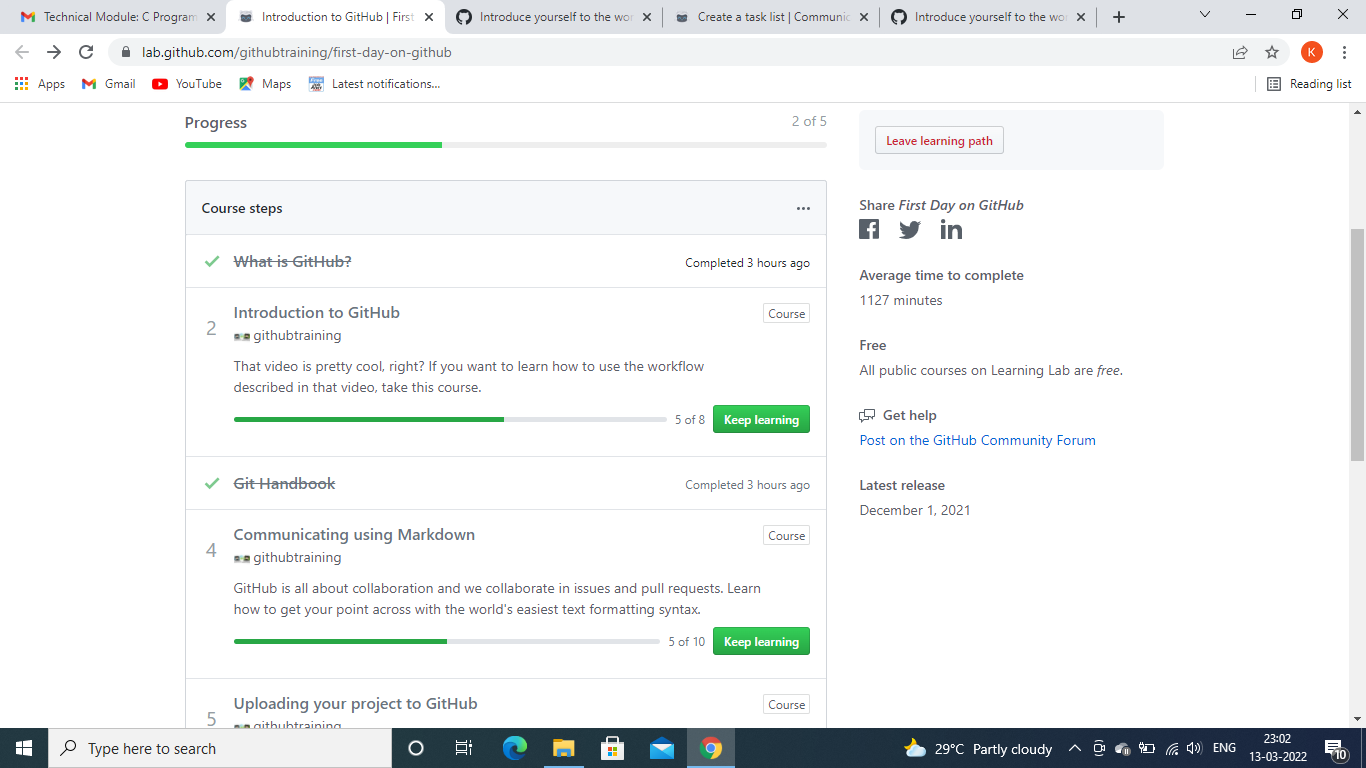 Technical Module: C Program
Introduction to GitHub | First
Introduce yourself to the wor
Create a task list | Communic
Introduce yourself to the wor
lab.github.com/githubtraining/first-day-on-github
K
Apps
Gmail
YouTube
Maps
Latest notifications...
Reading list
Progress
2 of 5
Course steps
What is GitHub?
Completed 3 hours ago
2
Introduction to GitHub
Course
githubtraining
That video is pretty cool, right? If you want to learn how to use the workflow
described in that video, take this course.
5 of 8
Keep learning
Git Handbook
Completed 3 hours ago
4
Communicating using Markdown
Course
githubtraining
GitHub is all about collaboration and we collaborate in issues and pull requests. Learn
how to get your point across with the world's easiest text formatting syntax.
5 of 10
Keep learning
5
Uploading your project to GitHub
Course
githubtraining
Leave learning path
Share First Day on GitHub
Average time to complete
1127 minutes
Free
All public courses on Learning Lab are free.
Get help
Post on the GitHub Community Forum
Latest release
December 1, 2021
Type here to search
29°C Partly cloudy
ENG
23:02
13-03-2022
10